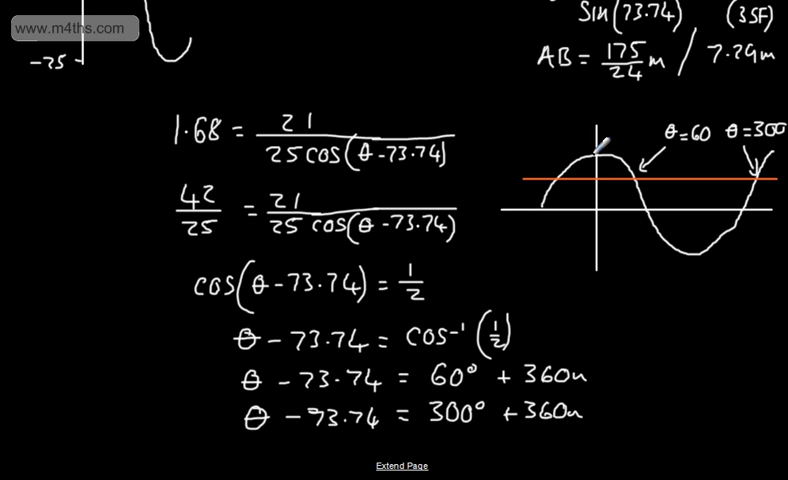 www.m4ths.com
-25
Sin(73.74) (3SF)
AB = 175/24 m / 7.29m
1.68 = 21/25cos(θ-73.74)
θ=60 θ=300
42/25 = 21/25 cos(θ-73.74)
cos(θ-73.74) = 1/2
θ - 73.74 = cos⁻¹(1/2)
θ - 73.74 = 60° + 360n
θ - 73.74 = 300° + 360n
Extend Page